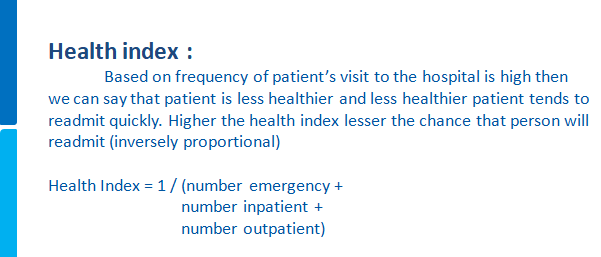 Health index :
Based on frequency of patient's visit to the hospital is high then
we can say that patient is less healthier and less healthier patient tends to
readmit quickly. Higher the health index lesser the chance that person will
readmit (inversely proportional)
Health Index = 1 / (number emergency +
number inpatient +
number outpatient)